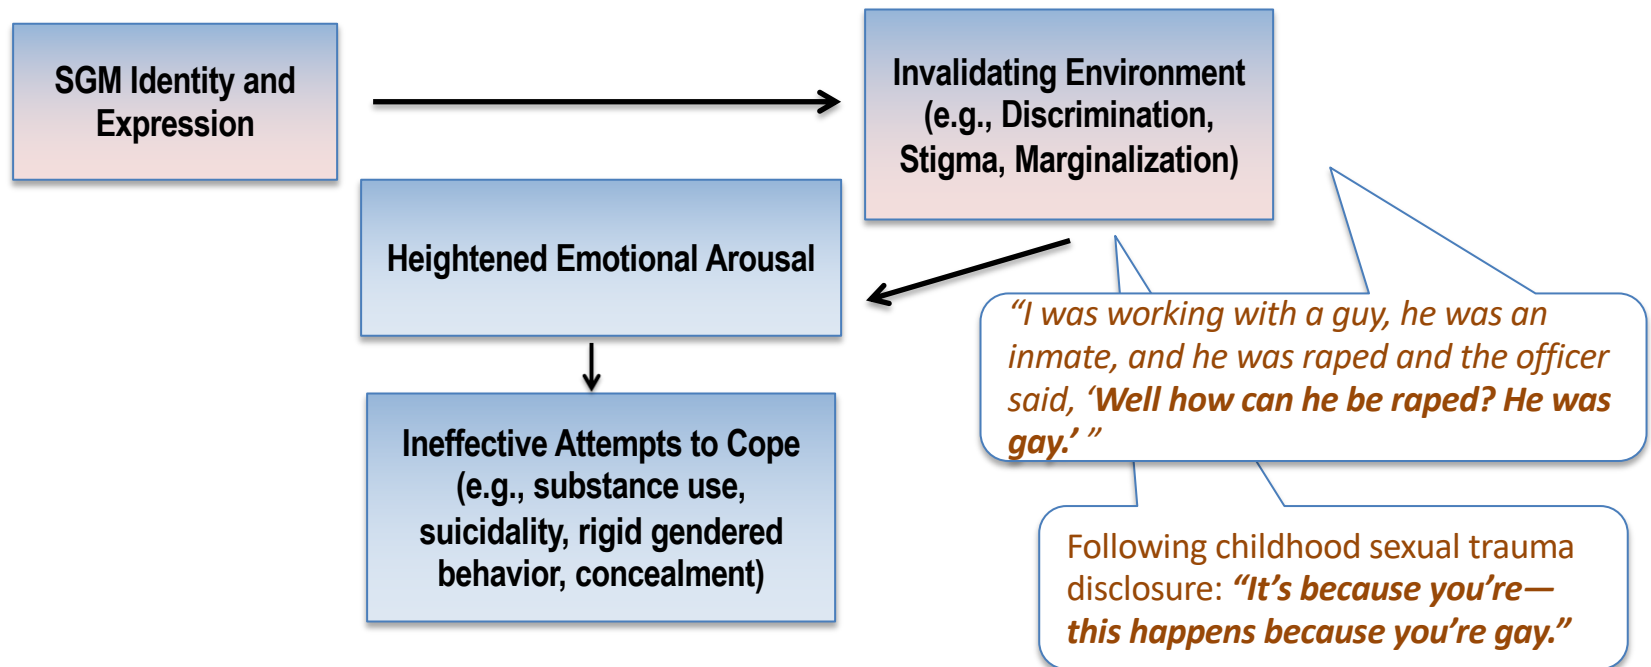 SGM Identity and
Expression
Invalidating Environment
(e.g., Discrimination,
Stigma, Marginalization)
Heightened Emotional Arousal
Ineffective Attempts to Cope
(e.g., substance use,
suicidality, rigid gendered
behavior, concealment)
“I was working with a guy, he was an
inmate, and he was raped and the officer
said, ‘Well how can he be raped? He was
gay.’ ”
Following childhood sexual trauma
disclosure: “It’s because you’re—
this happens because you’re gay.”